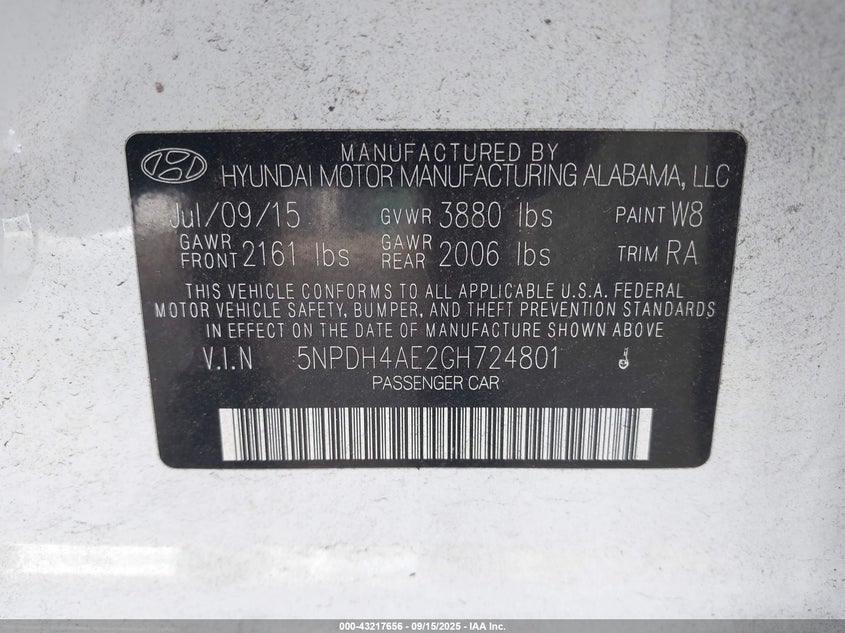 MANUFACTURED BY
HYUNDAI MOTOR MANUFACTURING ALABAMA, LLC
Jul/09/15 GVWR 3880 lbs PAINT W8
GAWR FRONT 2161 lbs GAWR REAR 2006 lbs TRIM RA
THIS VEHICLE CONFORMS TO ALL APPLICABLE U.S.A. FEDERAL
MOTOR VEHICLE SAFETY, BUMPER, AND THEFT PREVENTION STANDARDS
IN EFFECT ON THE DATE OF MANUFACTURE SHOWN ABOVE
V.I.N 5NPDH4AE2GH724801
PASSENGER CAR
000-43217656 - 09/15/2025 - IAA Inc.